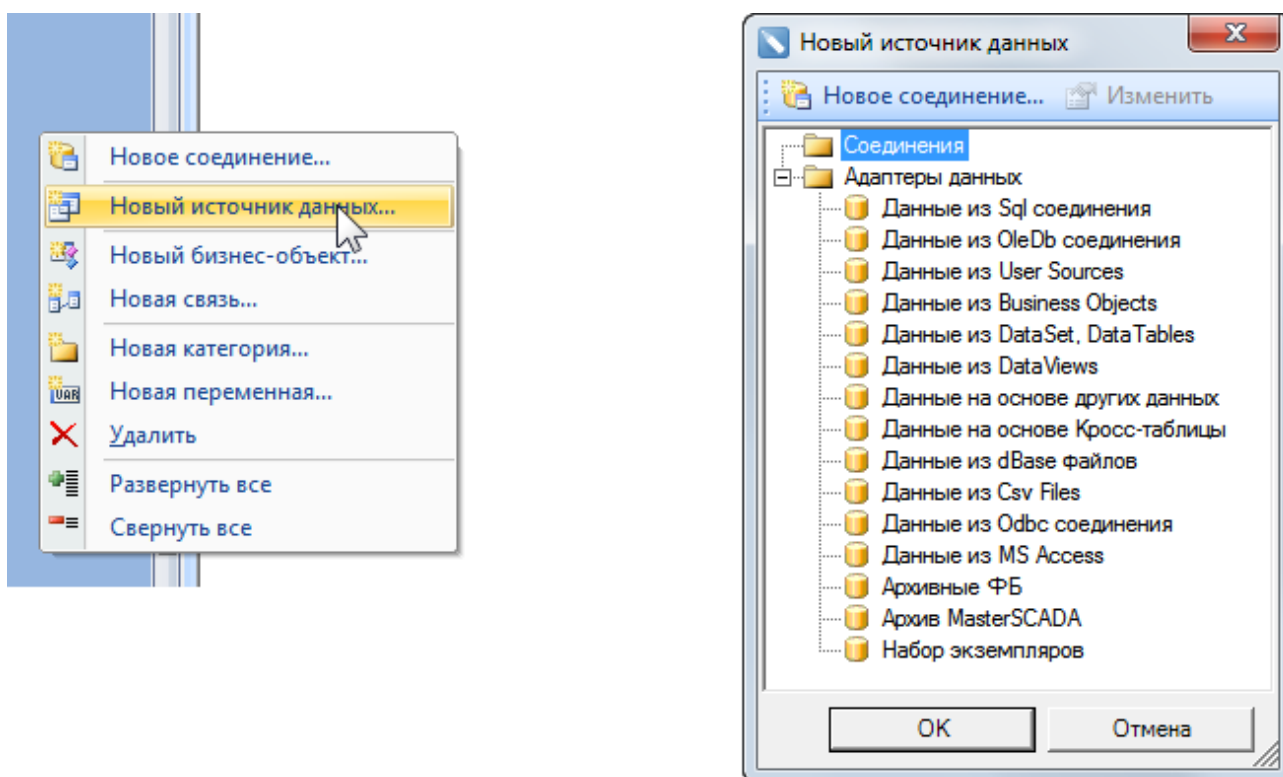 Новое соединение...
Новый источник данных...
Новый бизнес-объект...
Новая связь...
Новая категория...
VAR
Новая переменная...
Удалить
Развернуть все
Свернуть все
Новый источник данных
Новое соединение... Изменить
Соединения
Адаптеры данных
Данные из Sql соединения
Данные из OleDb соединения
Данные из User Sources
Данные из Business Objects
Данные из DataSet, DataTables
Данные из DataViews
Данные на основе других данных
Данные на основе Кросс-таблицы
Данные из dBase файлов
Данные из Csv Files
Данные из Odbc соединения
Данные из MS Access
Архивные ФБ
Архив MasterSCADA
Набор экземпляров
OK Отмена